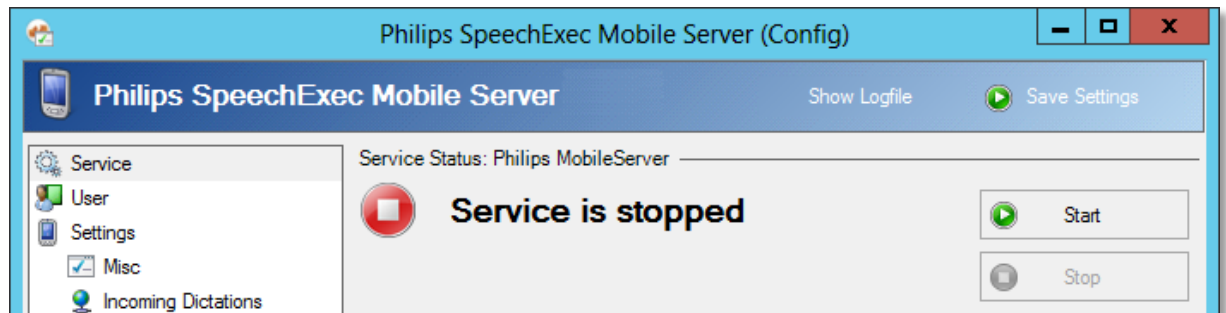 Philips SpeechExec Mobile Server (Config)
Philips SpeechExec Mobile Server
Show Logfile
Save Settings
Service
Service Status: Philips MobileServer
User
Service is stopped
Start
Settings
Misc
Stop
Incoming Dictations